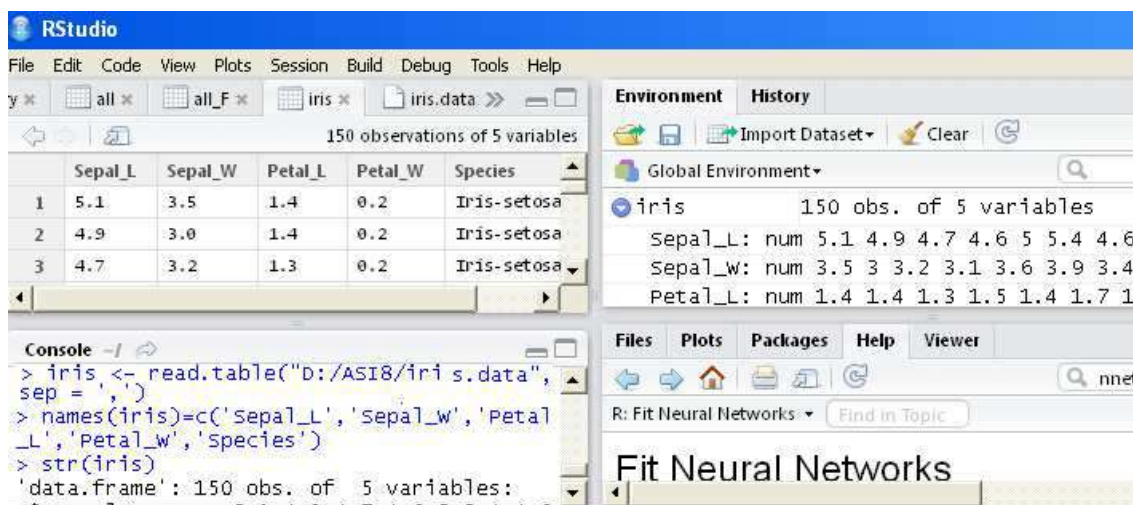 RStudio
File Edit Code View Plots Session Build Debug Tools Help
y all all_F iris iris.data
150 observations of 5 variables
Sepal_L Sepal_W Petal_L Petal_W Species
1 5.1 3.5 1.4 0.2 Iris-setosa
2 4.9 3.0 1.4 0.2 Iris-setosa
3 4.7 3.2 1.3 0.2 Iris-setosa
Console ~/
> iris <- read.table("D:/ASI8/iri s.data",
sep = ',')
> names(iris)=c('Sepal_L','Sepal_W','Petal
_L','Petal_W','Species')
> str(iris)
'data.frame': 150 obs. of 5 variables:
Environment History
Import Dataset Clear
Global Environment
iris 150 obs. of 5 variables
Sepal_L: num 5.1 4.9 4.7 4.6 5 5.4 4.6
Sepal_W: num 3.5 3 3.2 3.1 3.6 3.9 3.4
Petal_L: num 1.4 1.4 1.3 1.5 1.4 1.7 1
Files Plots Packages Help Viewer
nne
R: Fit Neural Networks Find in Topic
Fit Neural Networks